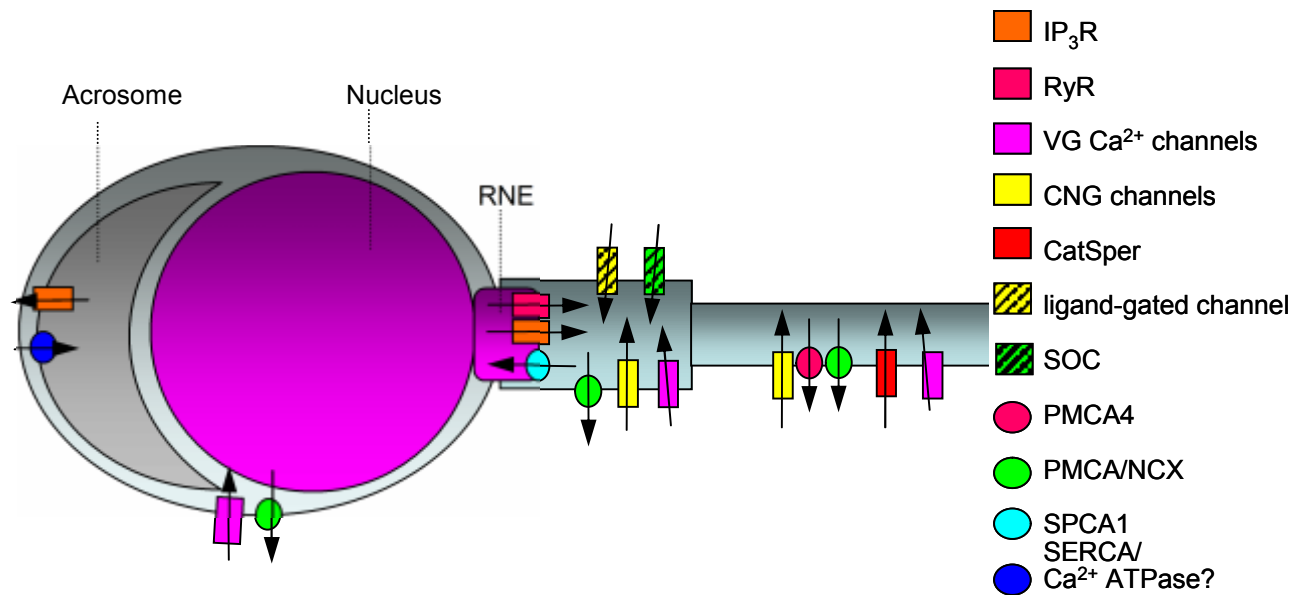 Acrosome
Nucleus
RNE
IP₃R
RyR
VG Ca²⁺ channels
CNG channels
CatSper
ligand-gated channel
SOC
PMCA4
PMCA/NCX
SPCA1
SERCA/
Ca²⁺ ATPase?